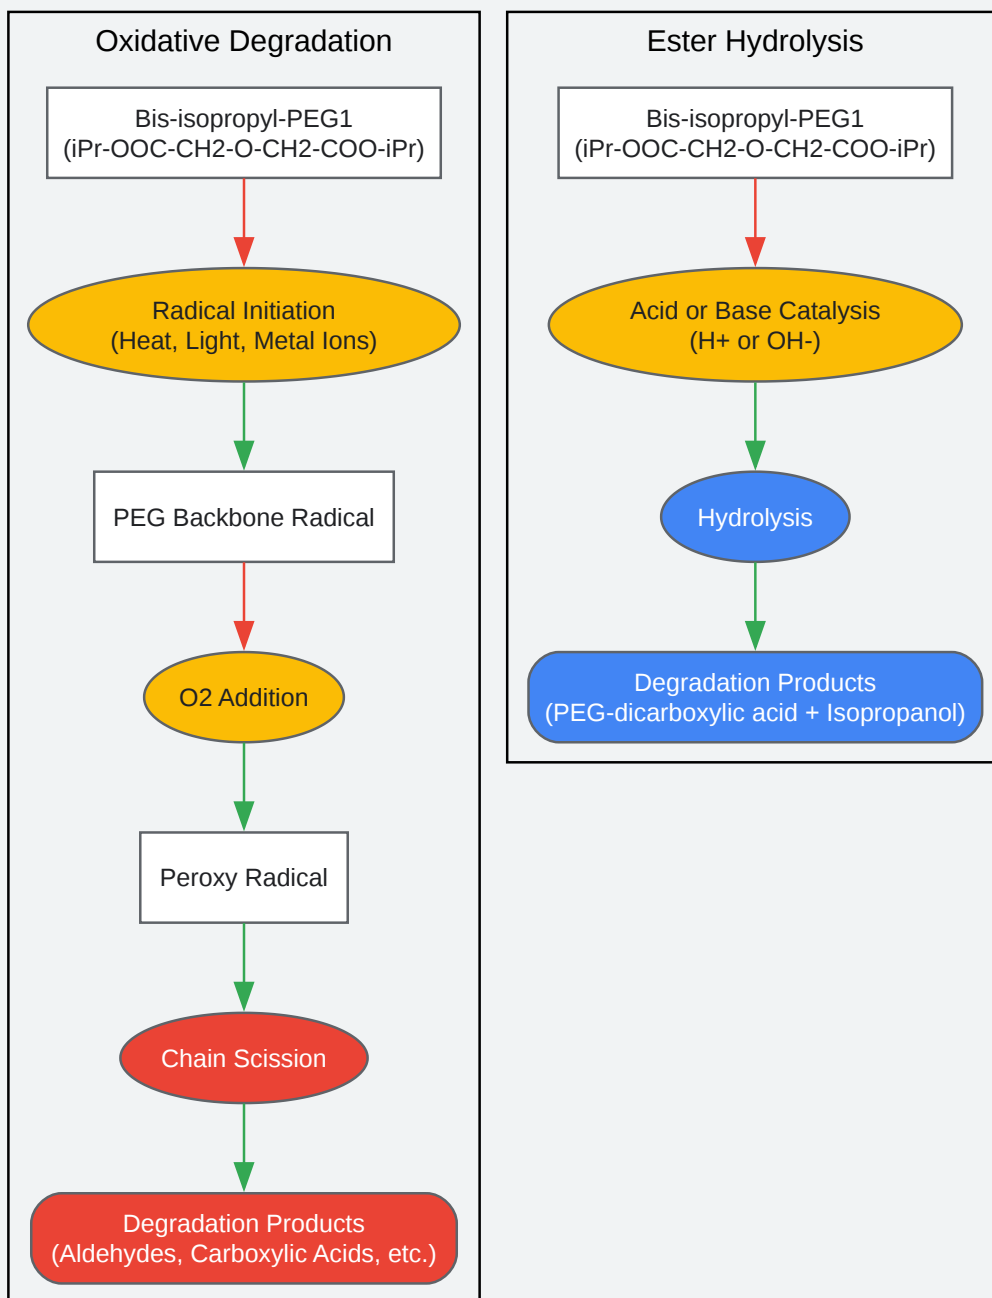 Oxidative Degradation
Bis-isopropyl-PEG1
(iPr-OOC-CH2-O-CH2-COO-iPr)
Radical Initiation
(Heat, Light, Metal Ions)
PEG Backbone Radical
O2 Addition
Peroxy Radical
Chain Scission
Degradation Products
(Aldehydes, Carboxylic Acids, etc.)
Ester Hydrolysis
Bis-isopropyl-PEG1
(iPr-OOC-CH2-O-CH2-COO-iPr)
Acid or Base Catalysis
(H+ or OH-)
Hydrolysis
Degradation Products
(PEG-dicarboxylic acid + Isopropanol)